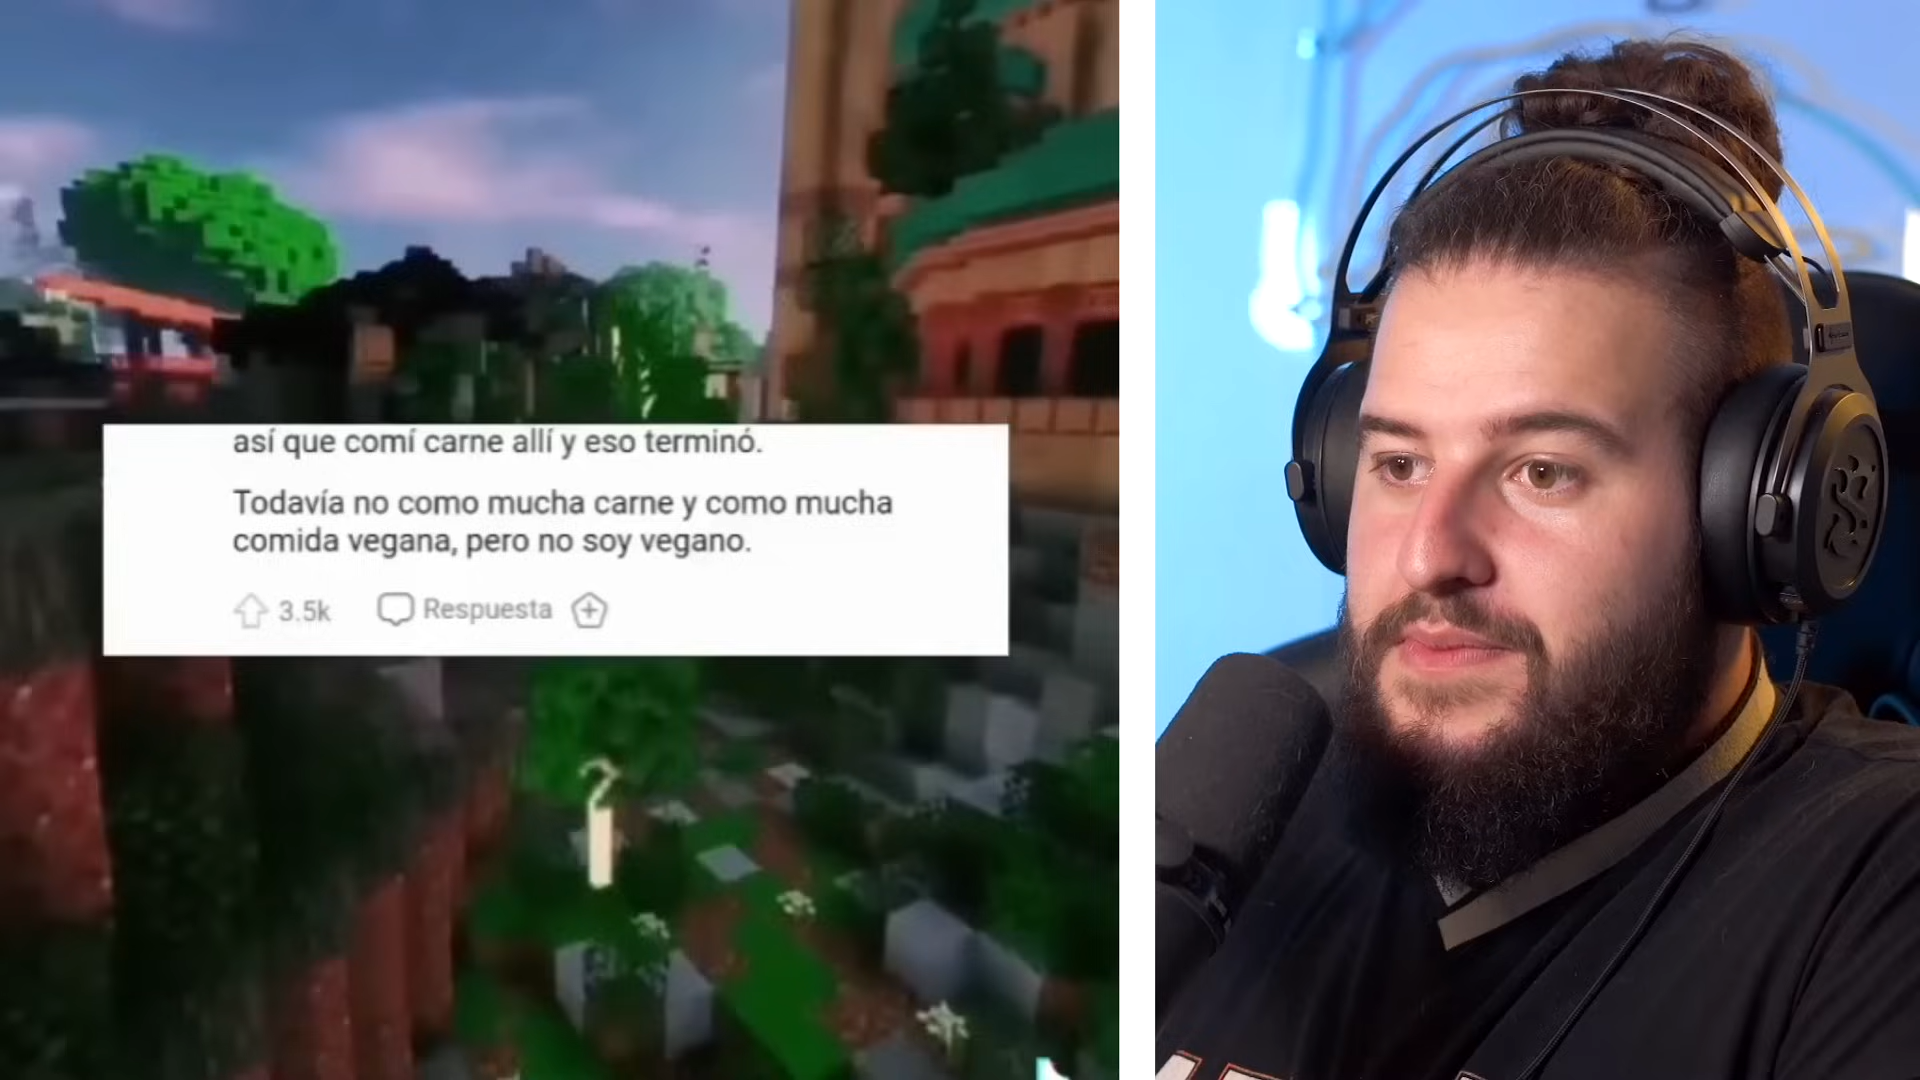 así que comí carne allí y eso terminó.
Todavía no como mucha carne y como mucha
comida vegana, pero no soy vegano.
3.5k Respuesta